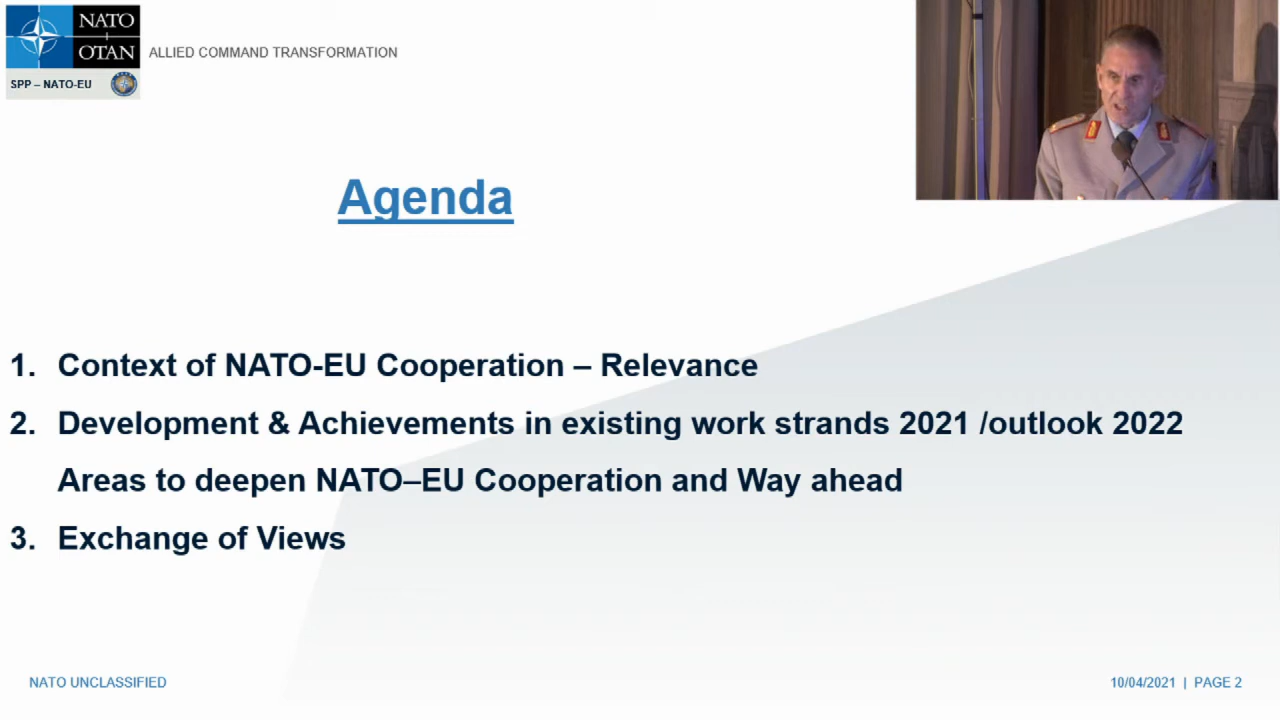 NATO
OTAN
ALLIED COMMAND TRANSFORMATION
SPP – NATO-EU
Agenda
1. Context of NATO-EU Cooperation – Relevance
2. Development & Achievements in existing work strands 2021 /outlook 2022
Areas to deepen NATO–EU Cooperation and Way ahead
3. Exchange of Views
NATO UNCLASSIFIED
10/04/2021 | PAGE 2